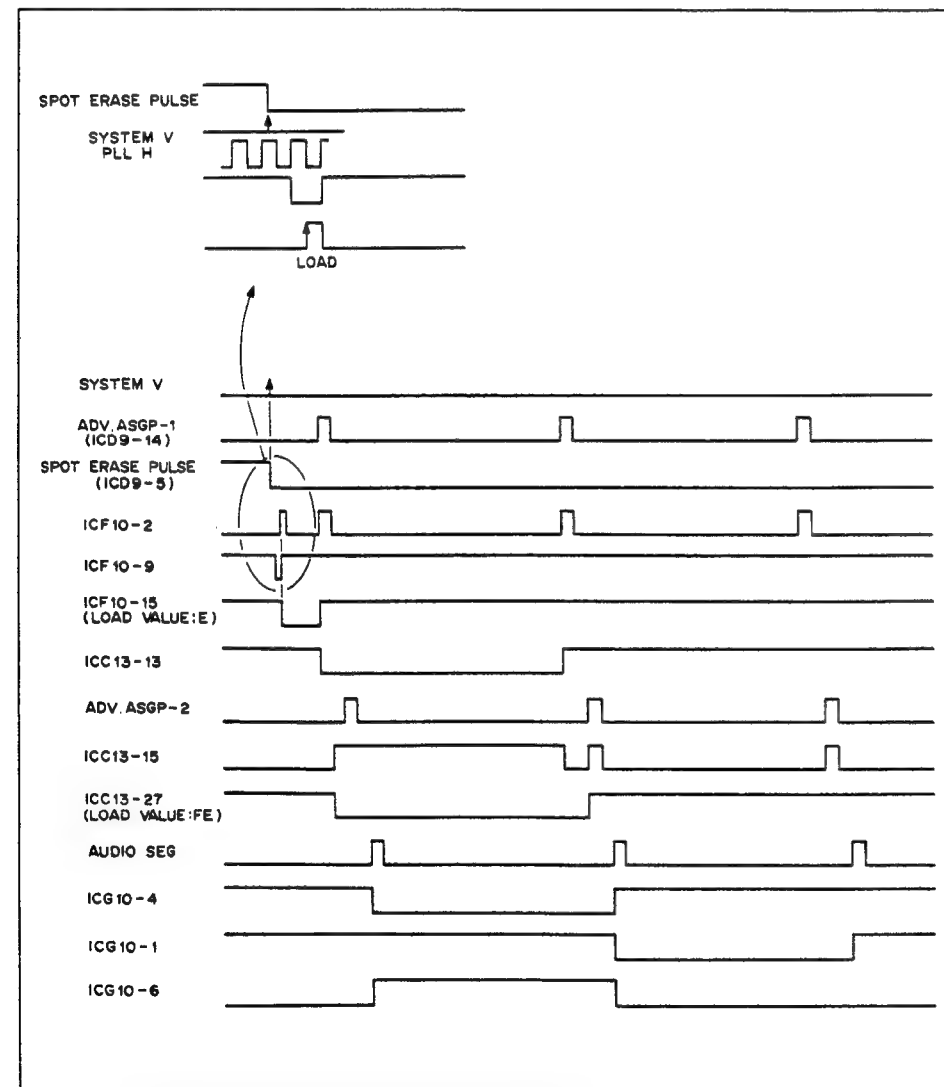 SPOT ERASE PULSE
SYSTEM V
PLL H
LOAD
SYSTEM V
ADV. ASGP-1
(ICD9-14)
SPOT ERASE PULSE
(ICD9-5)
ICF10-2
ICF10-9
ICF10-15
(LOAD VALUE:E)
ICC13-13
ADV. ASGP-2
ICC13-15
ICC13-27
(LOAD VALUE:FE)
AUDIO SEG
ICG10-4
ICG10-1
ICG10-6